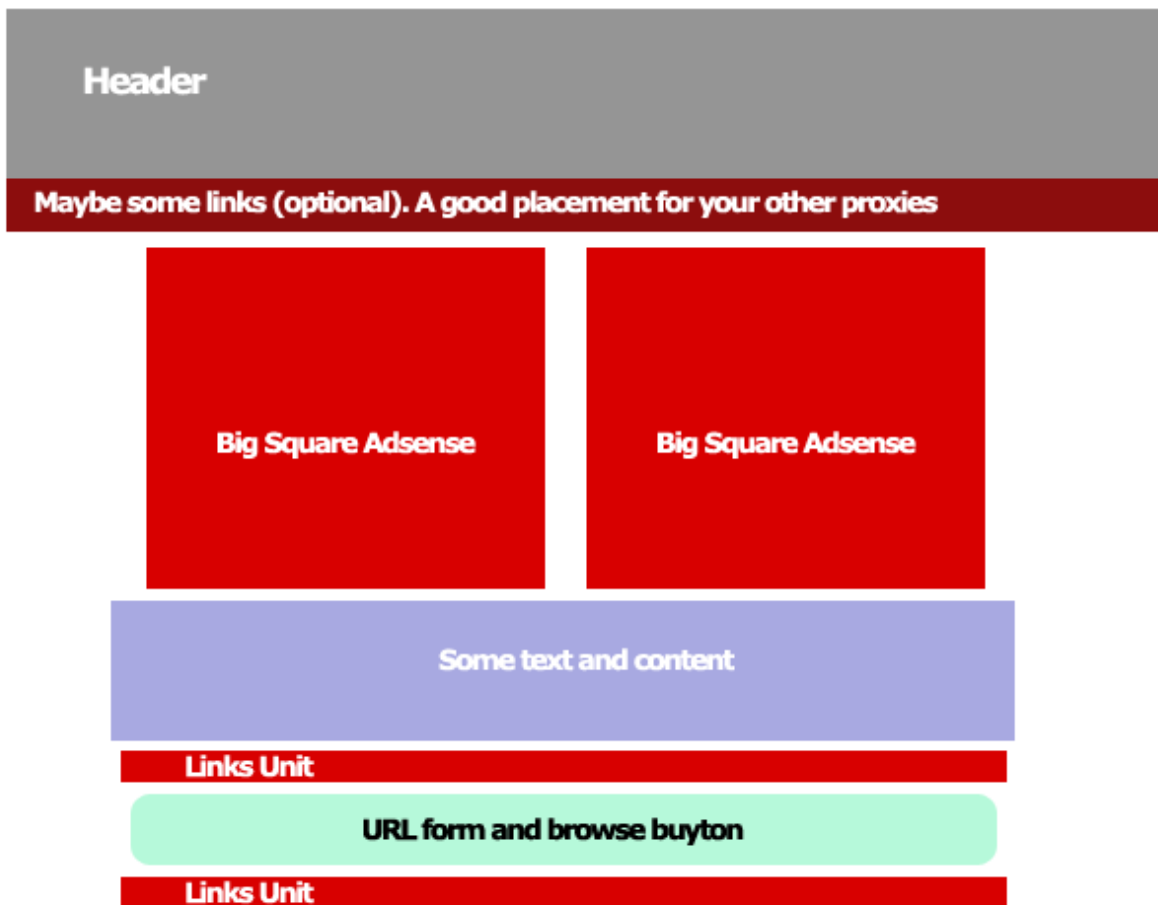 Header
Maybe some links (optional). A good placement for your other proxies
Big Square Adsense
Big Square Adsense
Some text and content
Links Unit
URL form and browse buyton
Links Unit